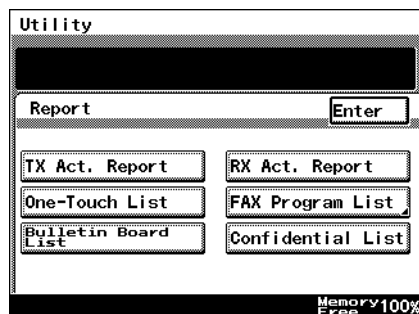 Utility
Report
Enter
TX Act. Report
RX Act. Report
One-Touch List
FAX Program List
Bulletin Board
List
Confidential List
Memory
Free
100%